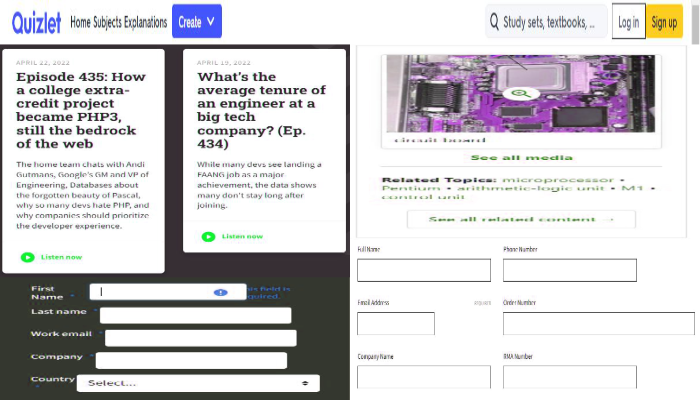 Quizlet Home Subjects Explanations Create Study sets, textbooks, ... Log in Sign up
APRIL 22, 2022
Episode 435: How
a college extra-
credit project
became PHP3,
still the bedrock
of the web
The home team chats with Andi
Gutmans, Google's GM and VP of
Engineering, Databases about
the forgotten beauty of Pascal,
why so many devs hate PHP, and
why companies should prioritize
the developer experience.
Listen now
APRIL 19, 2022
What's the
average tenure of
an engineer at a
big tech
company? (Ep.
434)
While many devs see landing a
FAANG job as a major
achievement, the data shows
many don't stay long after
joining.
Listen now
circuit board
See all media
Related Topics: microprocessor •
Pentium • arithmetic-logic unit • M1 •
control unit
See all related content →
First
Name *
field is
Last name *
Work email *
Company *
Country
*
Select...
Full Name Phone Number
Email Address Order Number
Company Name RMA Number